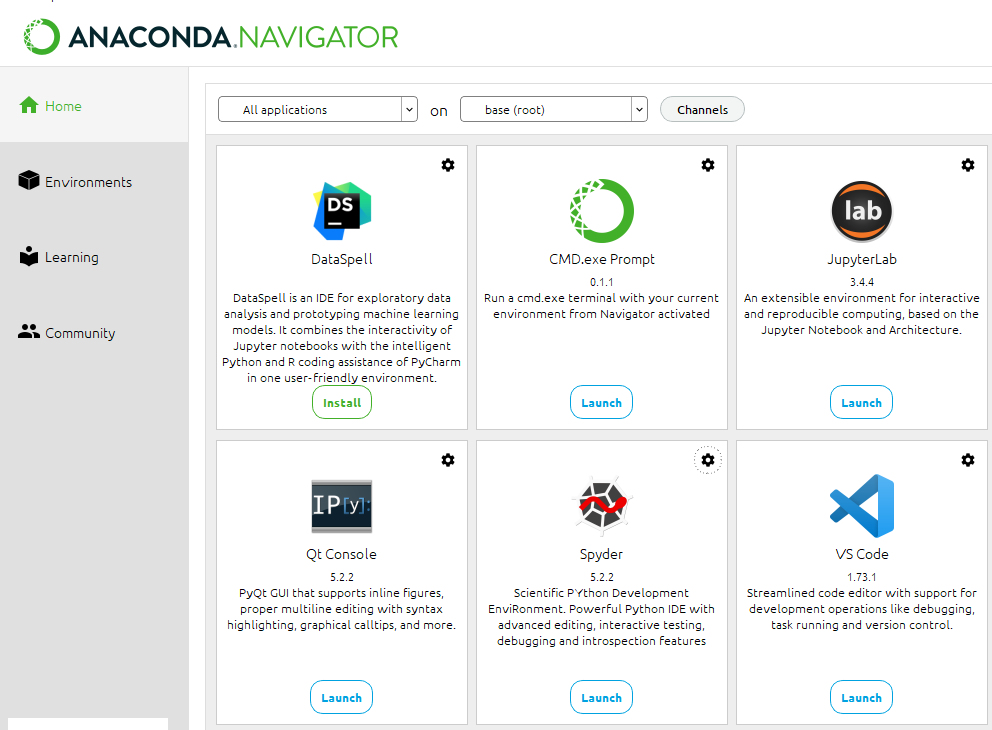 ANACONDA.NAVIGATOR
Home
All applications
on
base (root)
Channels
Environments
Learning
Community
DS
DataSpell
DataSpell is an IDE for exploratory data
analysis and prototyping machine learning
models. It combines the interactivity of
Jupyter notebooks with the intelligent
Python and R coding assistance of PyCharm
in one user-friendly environment.
Install
CMD.exe Prompt
0.1.1
Run a cmd.exe terminal with your current
environment from Navigator activated
Launch
lab
JupyterLab
3.4.4
An extensible environment for interactive
and reproducible computing, based on the
Jupyter Notebook and Architecture.
Launch
IP[y]:
Qt Console
5.2.2
PyQt GUI that supports inline figures,
proper multiline editing with syntax
highlighting, graphical calltips, and more.
Launch
Spyder
5.2.2
Scientific PYthon Development
EnviRonment. Powerful Python IDE with
advanced editing, interactive testing,
debugging and introspection features
Launch
VS Code
1.73.1
Streamlined code editor with support for
development operations like debugging,
task running and version control.
Launch